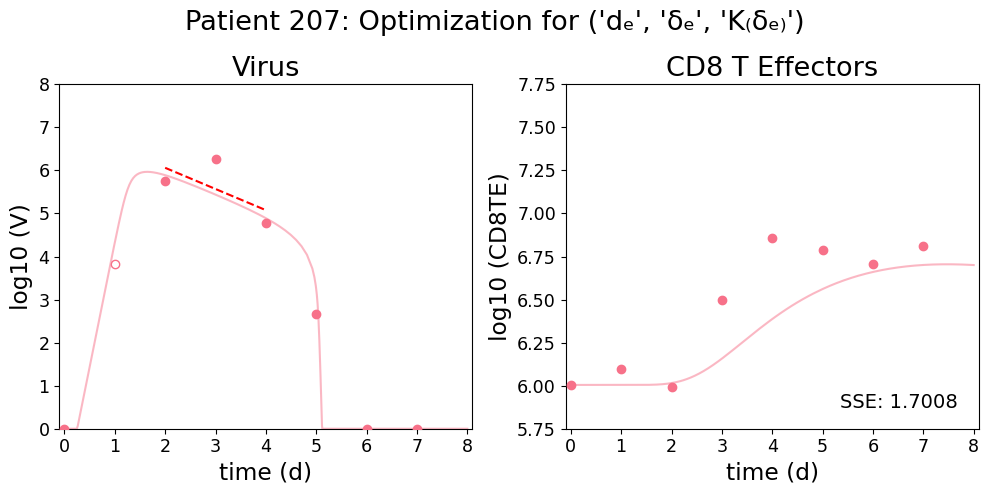 Patient 207: Optimization for ('dₑ', 'δₑ', 'K₍δₑ₎')
Virus
CD8 T Effectors
8
7
6
5
4
3
2
1
0
log10 (V)
0 1 2 3 4 5 6 7 8
time (d)
7.75
7.50
7.25
7.00
6.75
6.50
6.25
6.00
5.75
log10 (CD8TE)
SSE: 1.7008
0 1 2 3 4 5 6 7 8
time (d)